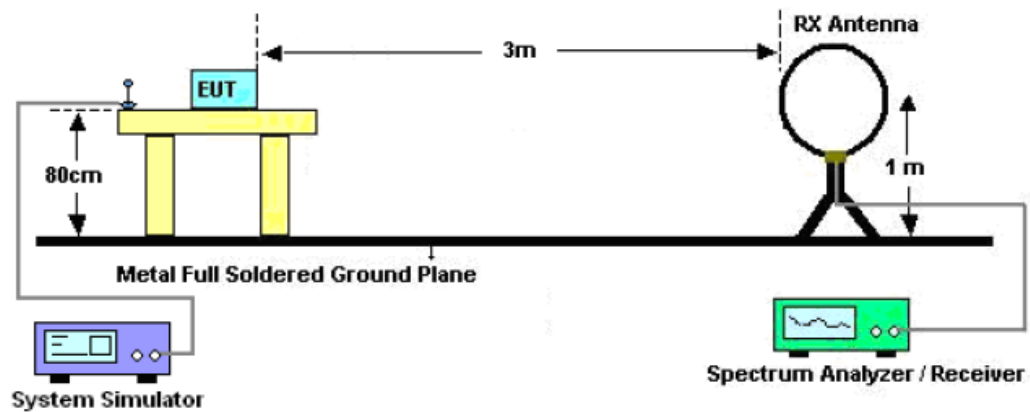 RX Antenna
3m
EUT
80cm
1 m
Metal Full Soldered Ground Plane
System Simulator
Spectrum Analyzer / Receiver